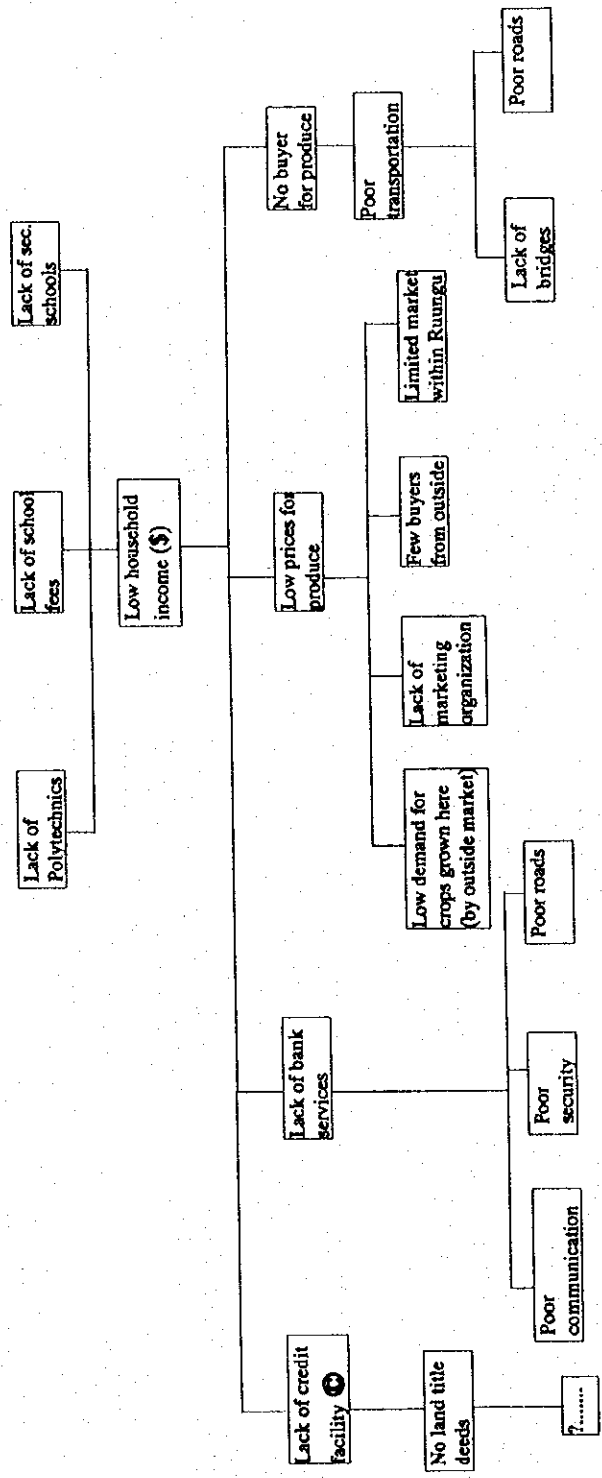 Lack of
Polytechnics
Lack of school
fees
Lack of sec.
schools
Low household
income ($)
Lack of credit
facility C
Lack of bank
services
Low prices for
produce
No buyer
for produce
No land title
deeds
?.......
Poor
communication
Poor
security
Poor roads
Low demand for
crops grown here
(by outside market)
Lack of
marketing
organization
Few buyers
from outside
Limited market
within Ruungu
Poor
transportation
Lack of
bridges
Poor roads